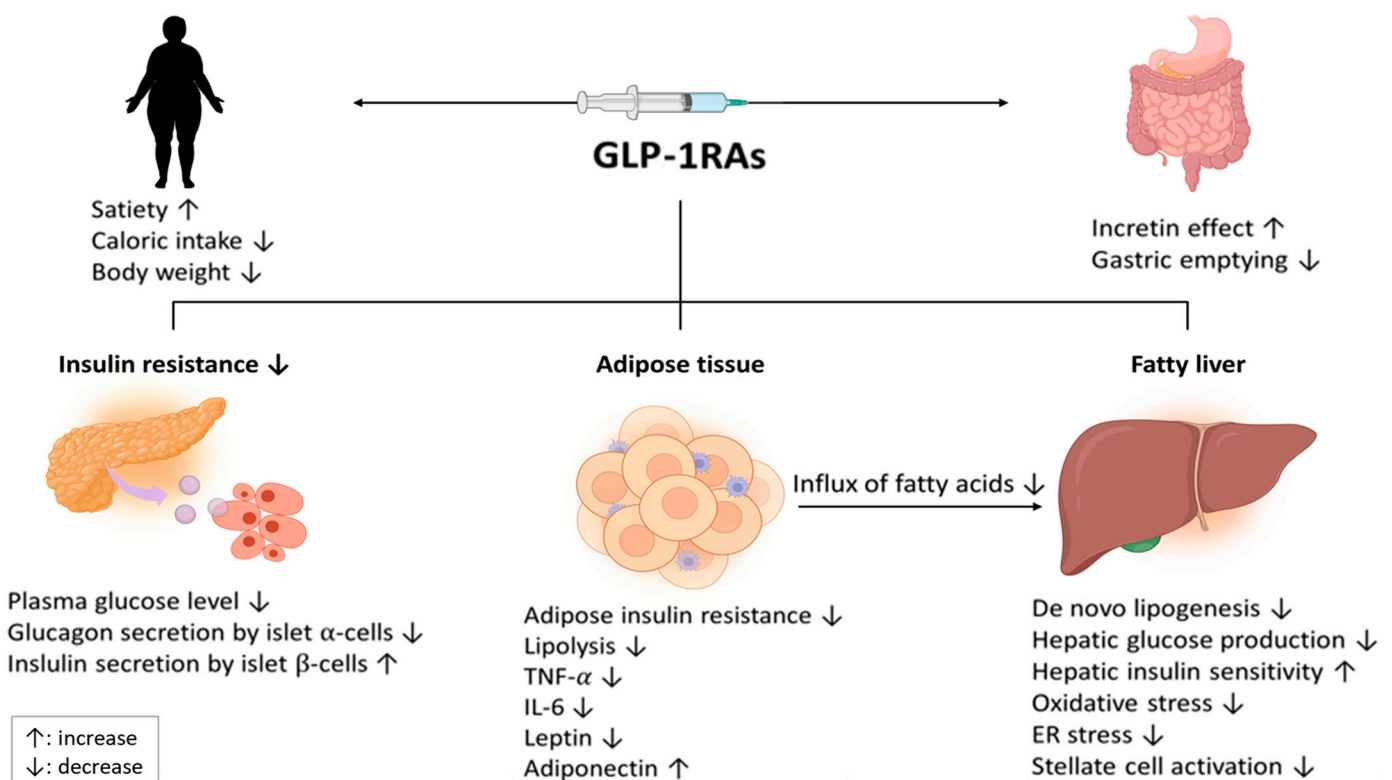 GLP-1RAs
Satiety ↑
Caloric intake ↓
Body weight ↓
Incretin effect ↑
Gastric emptying ↓
Insulin resistance ↓
Adipose tissue
Fatty liver
Influx of fatty acids ↓
Plasma glucose level ↓
Glucagon secretion by islet α-cells ↓
Inslulin secretion by islet β-cells ↑
Adipose insulin resistance ↓
Lipolysis ↓
TNF-α ↓
IL-6 ↓
Leptin ↓
Adiponectin ↑
De novo lipogenesis ↓
Hepatic glucose production ↓
Hepatic insulin sensitivity ↑
Oxidative stress ↓
ER stress ↓
Stellate cell activation ↓
↑: increase
↓: decrease